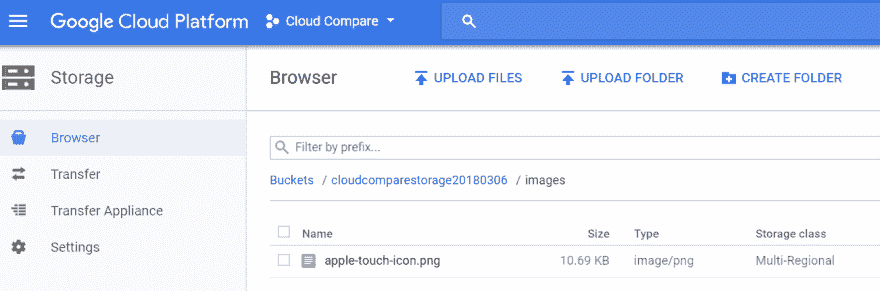 Google Cloud Platform Cloud Compare
Storage Browser UPLOAD FILES UPLOAD FOLDER CREATE FOLDER
Browser
Transfer
Transfer Appliance
Settings
Filter by prefix...
Buckets / cloudcomparestorage20180306 / images
Name Size Type Storage class
apple-touch-icon.png 10.69 KB image/png Multi-Regional